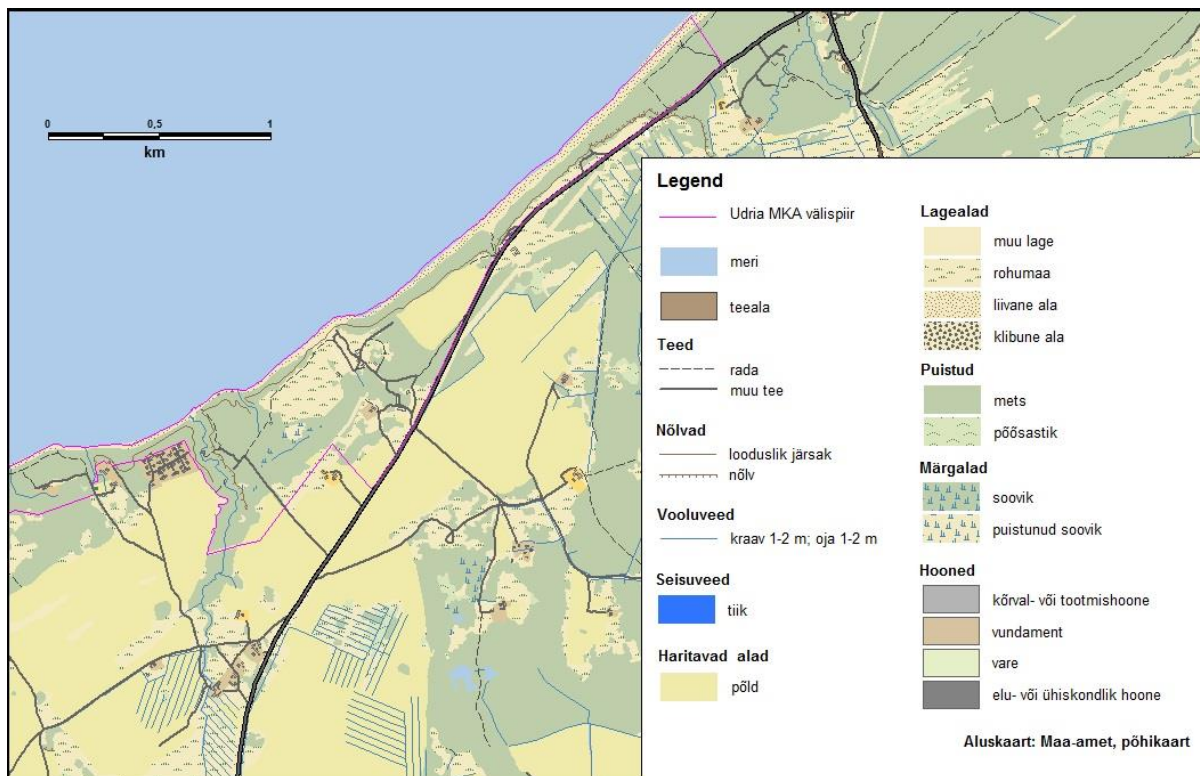 0 0,5 1
km
Legend
Udria MKA välispiir
meri
teeala
Teed
rada
muu tee
Nõlvad
looduslik järsak
nõlv
Vooluveed
kraav 1-2 m; oja 1-2 m
Seisuveed
tiik
Haritavad alad
põld
Lagealad
muu lage
rohumaa
liivane ala
klibune ala
Puistud
mets
põõsastik
Märgalad
soovik
puistunud soovik
Hooned
kõrval- või tootmishoone
vundament
vare
elu- või ühiskondlik hoone
Aluskaart: Maa-amet, põhikaart